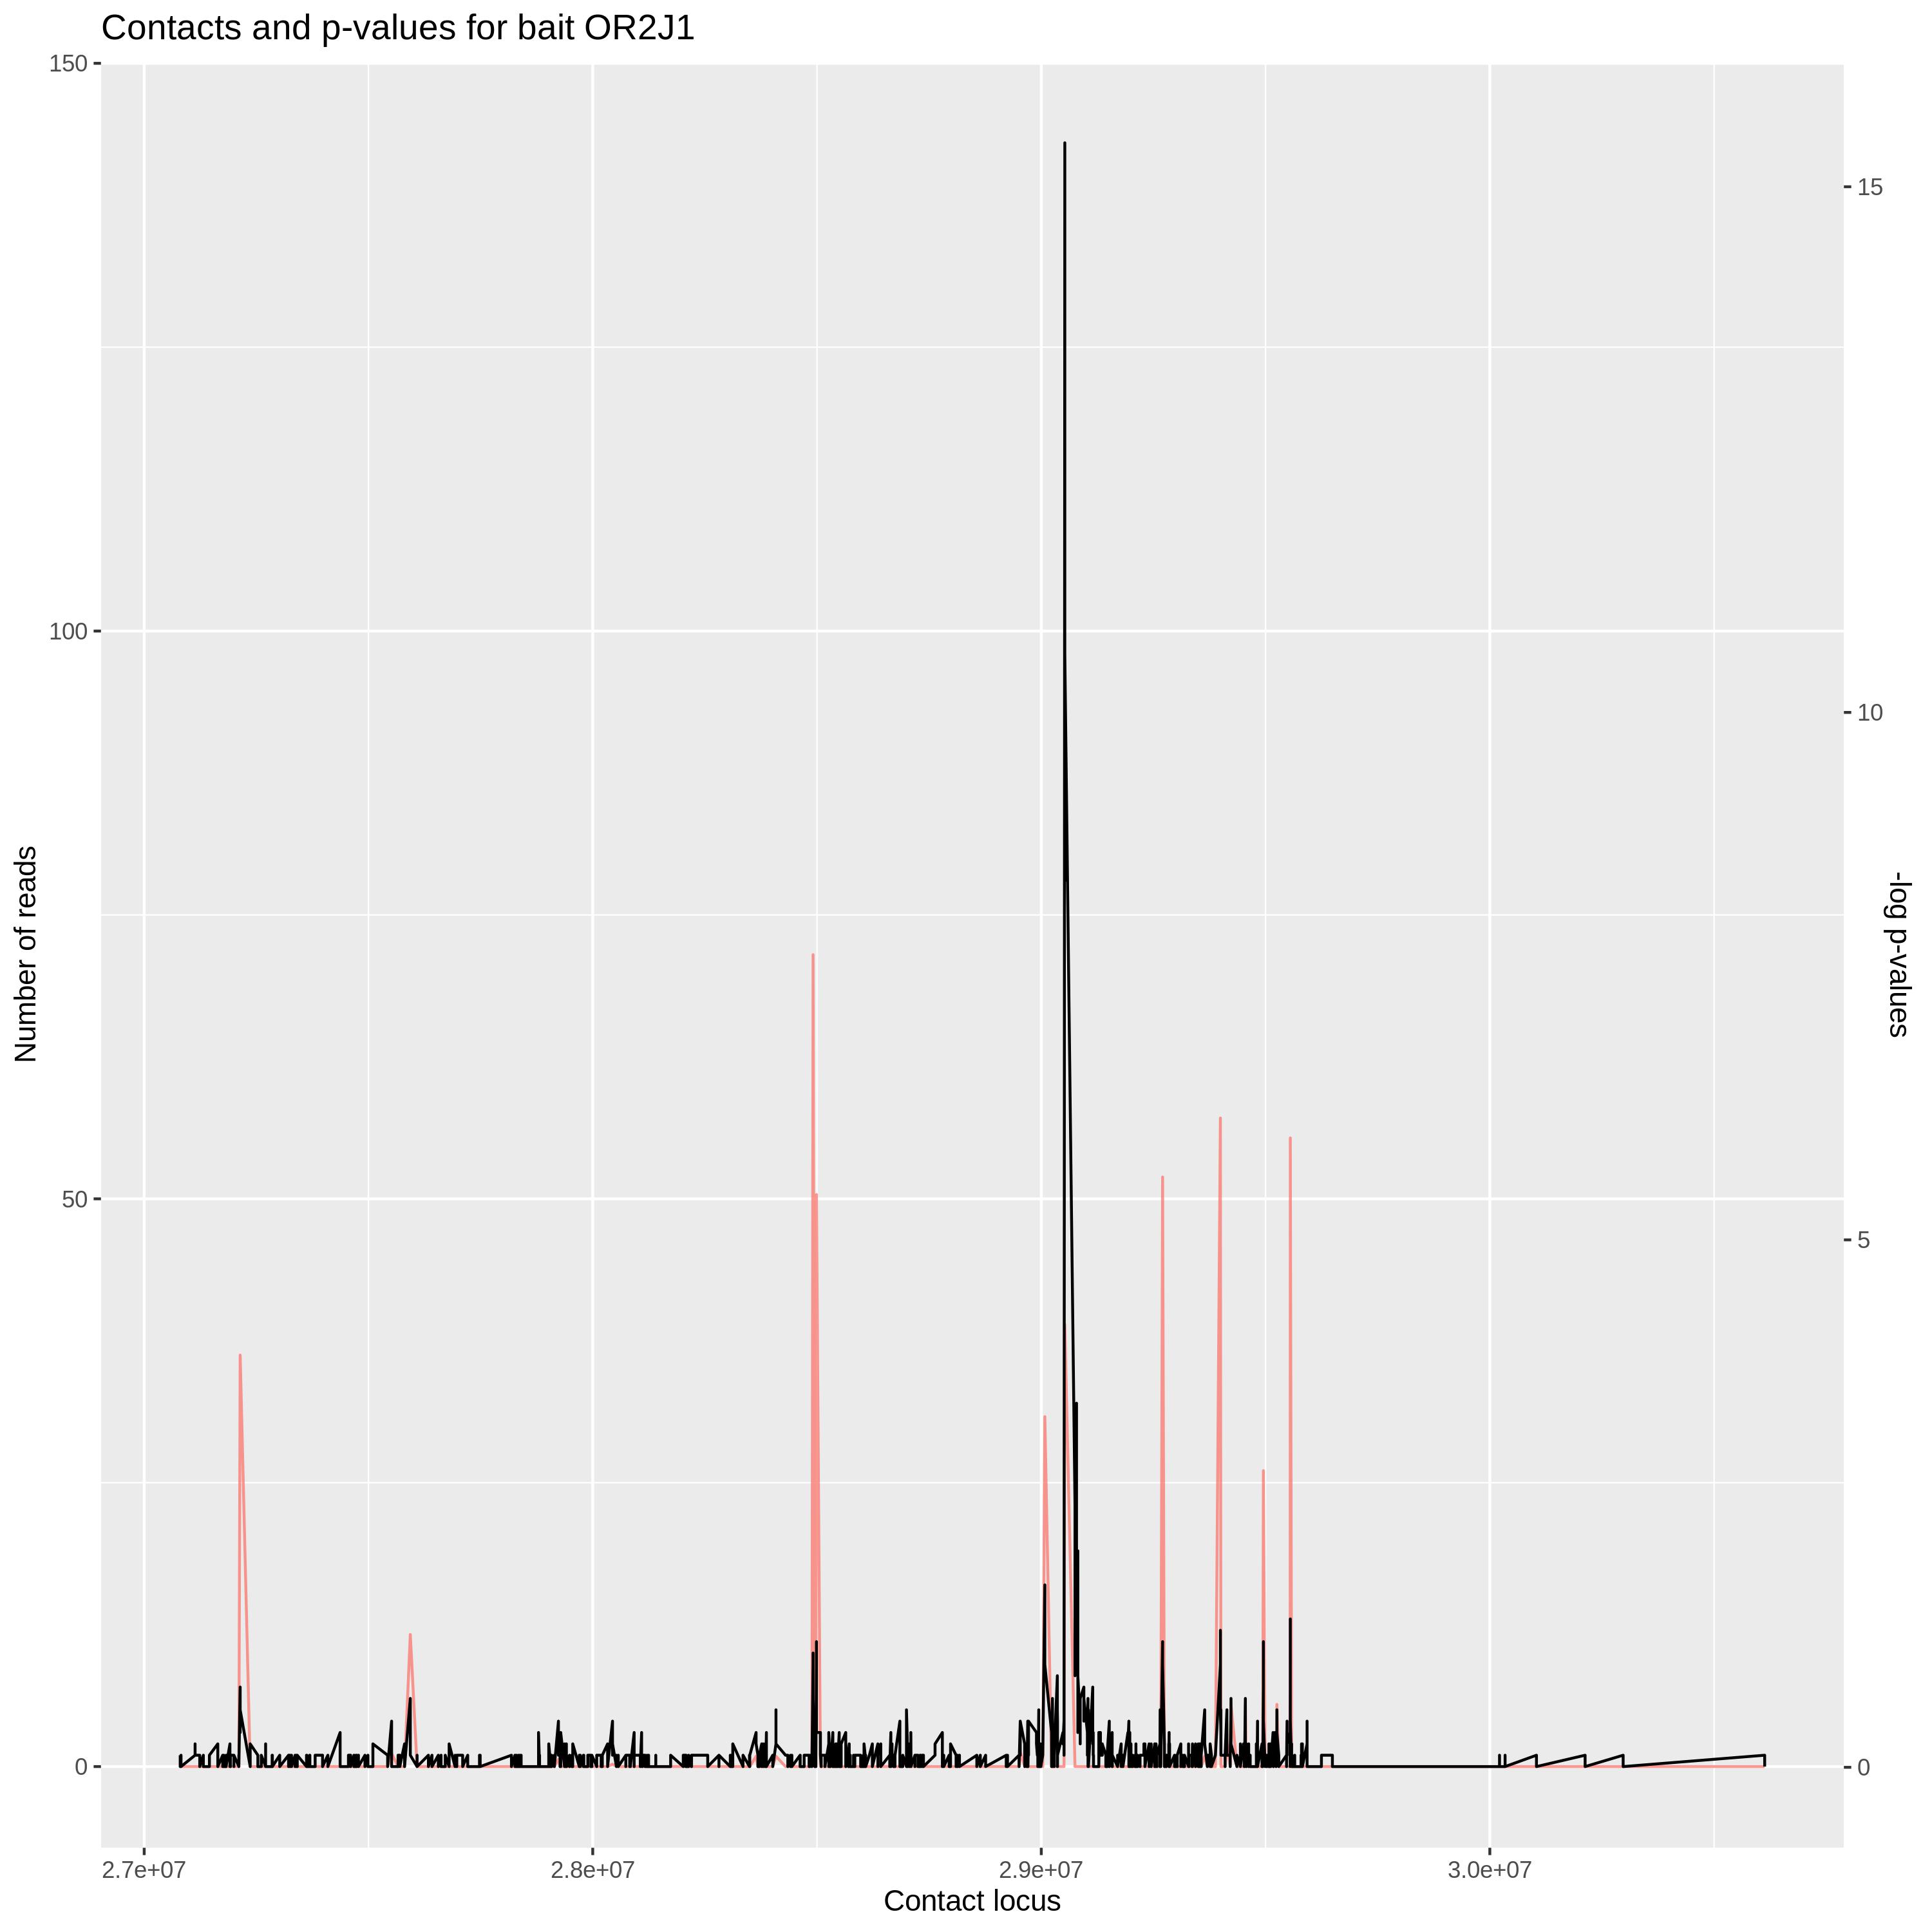 Contacts and p-values for bait OR2J1
150
100
50
0
Number of reads
15
10
5
0
-log p-values
2.7e+07
2.8e+07
2.9e+07
3.0e+07
Contact locus